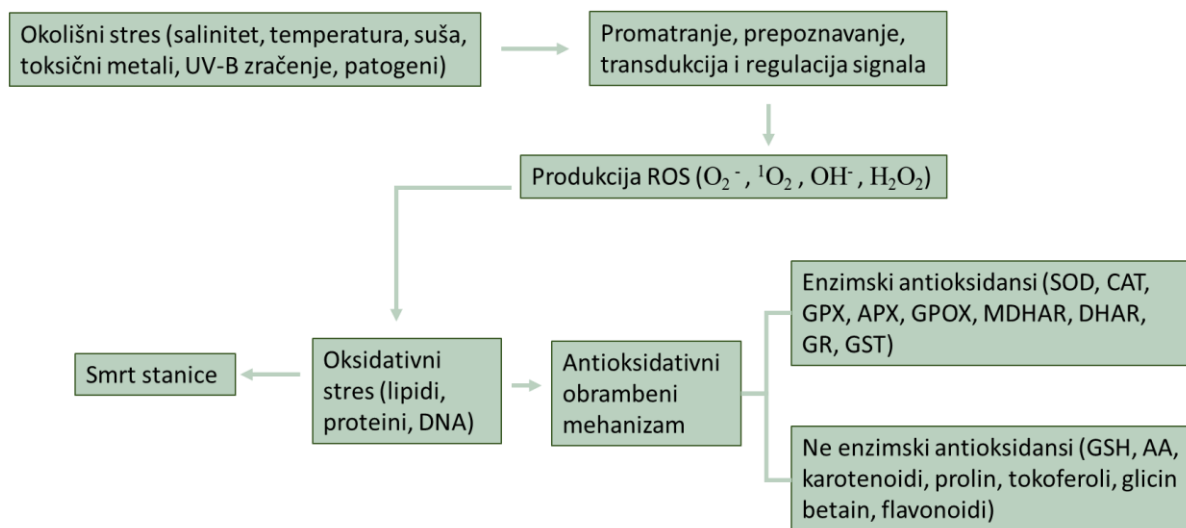 Okolišni stres (salinitet, temperatura, suša,
toksični metali, UV-B zračenje, patogeni)
Promatranje, prepoznavanje,
transdukcija i regulacija signala
Produkcija ROS (O₂⁻, ¹O₂, OH⁻, H₂O₂)
Enzimski antioksidansi (SOD, CAT,
GPX, APX, GPOX, MDHAR, DHAR,
GR, GST)
Smrt stanice
Oksidativni
stres (lipidi,
proteini, DNA)
Antioksidativni
obrambeni
mehanizam
Ne enzimski antioksidansi (GSH, AA,
karotenoidi, prolin, tokoferoli, glicin
betain, flavonoidi)